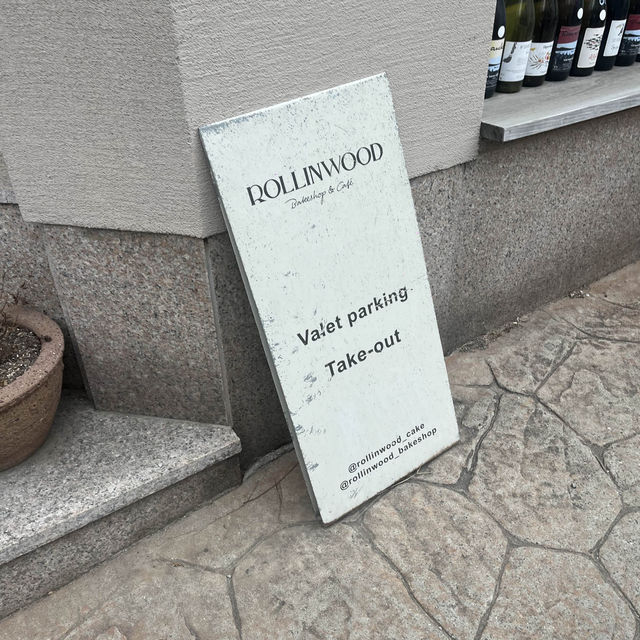 ROLLINWOOD
Bakeshop & Café
Valet parking
Take-out
@rollinwood_cake
@rollinwood_bakeshop